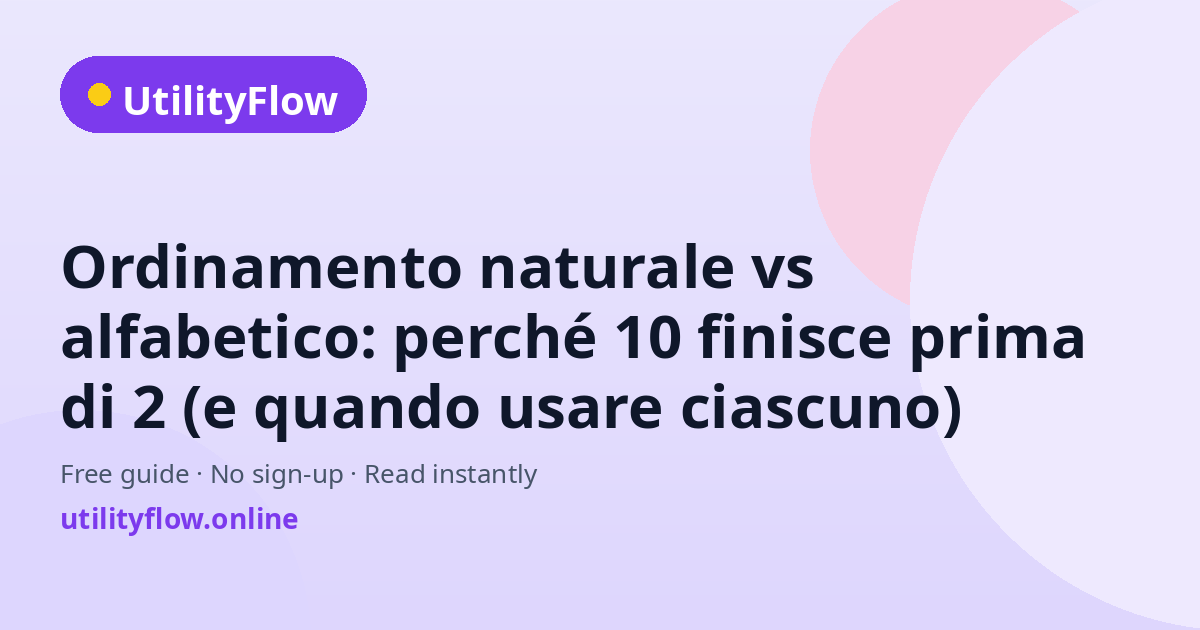 UtilityFlow
Ordinamento naturale vs
alfabetico: perché 10 finisce prima
di 2 (e quando usare ciascuno)
Free guide · No sign-up · Read instantly
utilityflow.online